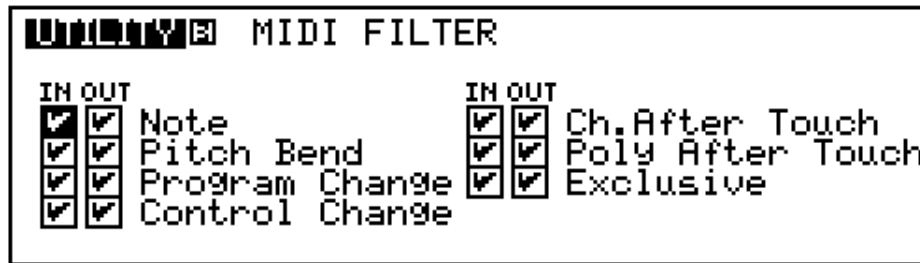 UTILITY B MIDI FILTER
IN OUT
Note
Pitch Bend
Program Change
Control Change
IN OUT
Ch.After Touch
Poly After Touch
Exclusive